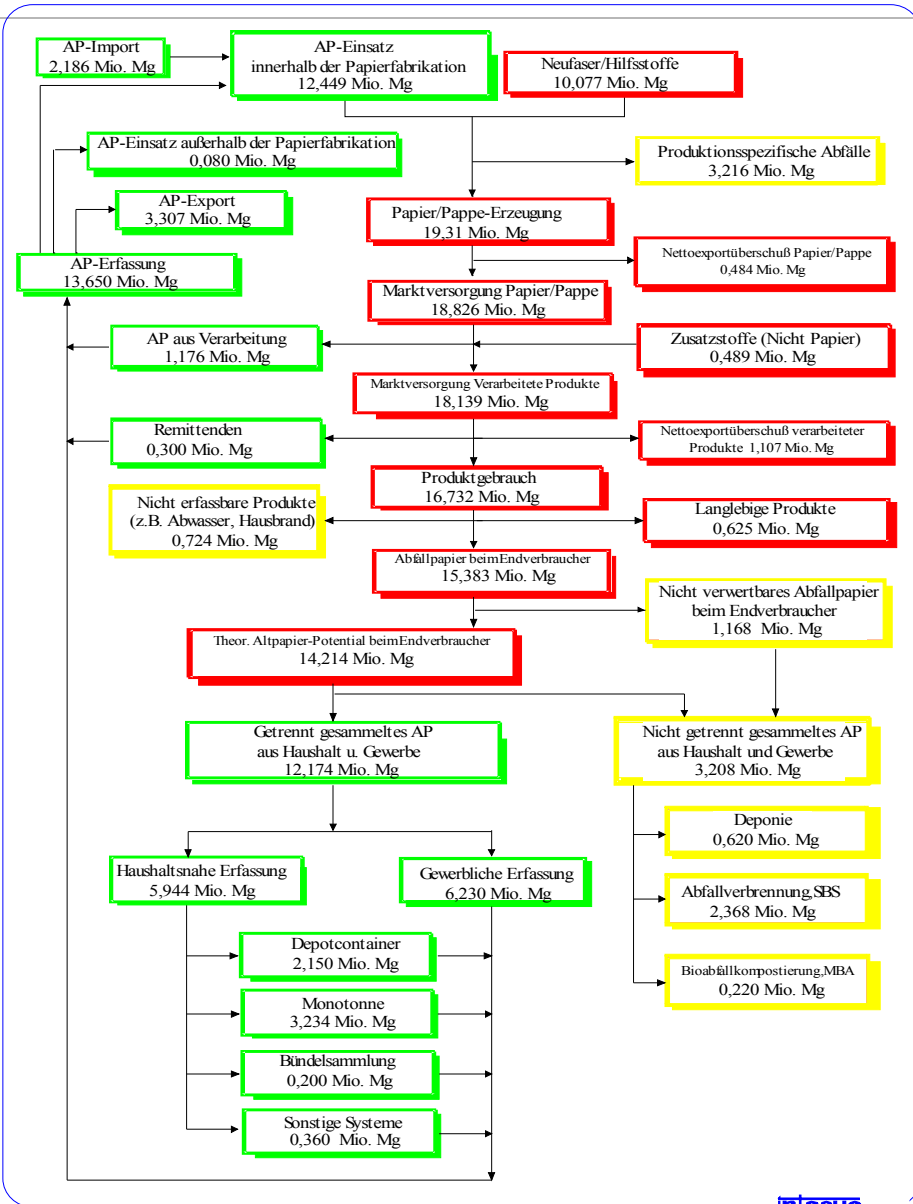 AP-Import
2,186 Mio. Mg
AP-Einsatz
innerhalb der Papierfabrikation
12,449 Mio. Mg
Neufaser/Hilfsstoffe
10,077 Mio. Mg
AP-Einsatz außerhalb der Papierfabrikation
0,080 Mio. Mg
Produktionsspezifische Abfälle
3,216 Mio. Mg
AP-Export
3,307 Mio. Mg
Papier/Pappe-Erzeugung
19,31 Mio. Mg
AP-Erfassung
13,650 Mio. Mg
Nettoexportüberschuß Papier/Pappe
0,484 Mio. Mg
Marktversorgung Papier/Pappe
18,826 Mio. Mg
AP aus Verarbeitung
1,176 Mio. Mg
Zusatzstoffe (Nicht Papier)
0,489 Mio. Mg
Marktversorgung Verarbeitete Produkte
18,139 Mio. Mg
Remittenden
0,300 Mio. Mg
Nettoexportüberschuß verarbeiteter
Produkte 1,107 Mio. Mg
Produktgebrauch
16,732 Mio. Mg
Nicht erfassbare Produkte
(z.B. Abwasser, Hausbrand)
0,724 Mio. Mg
Langlebige Produkte
0,625 Mio. Mg
Abfallpapier beim Endverbraucher
15,383 Mio. Mg
Nicht verwertbares Abfallpapier
beim Endverbraucher
1,168 Mio. Mg
Theor. Altpapier-Potential beim Endverbraucher
14,214 Mio. Mg
Getrennt gesammeltes AP
aus Haushalt u. Gewerbe
12,174 Mio. Mg
Nicht getrennt gesammeltes AP
aus Haushalt und Gewerbe
3,208 Mio. Mg
Deponie
0,620 Mio. Mg
Haushaltsnahe Erfassung
5,944 Mio. Mg
Gewerbliche Erfassung
6,230 Mio. Mg
Abfallverbrennung,SBS
2,368 Mio. Mg
Depotcontainer
2,150 Mio. Mg
Bioabfallkompostierung,MBA
0,220 Mio. Mg
Monotonne
3,234 Mio. Mg
Bündelsammlung
0,200 Mio. Mg
Sonstige Systeme
0,360 Mio. Mg